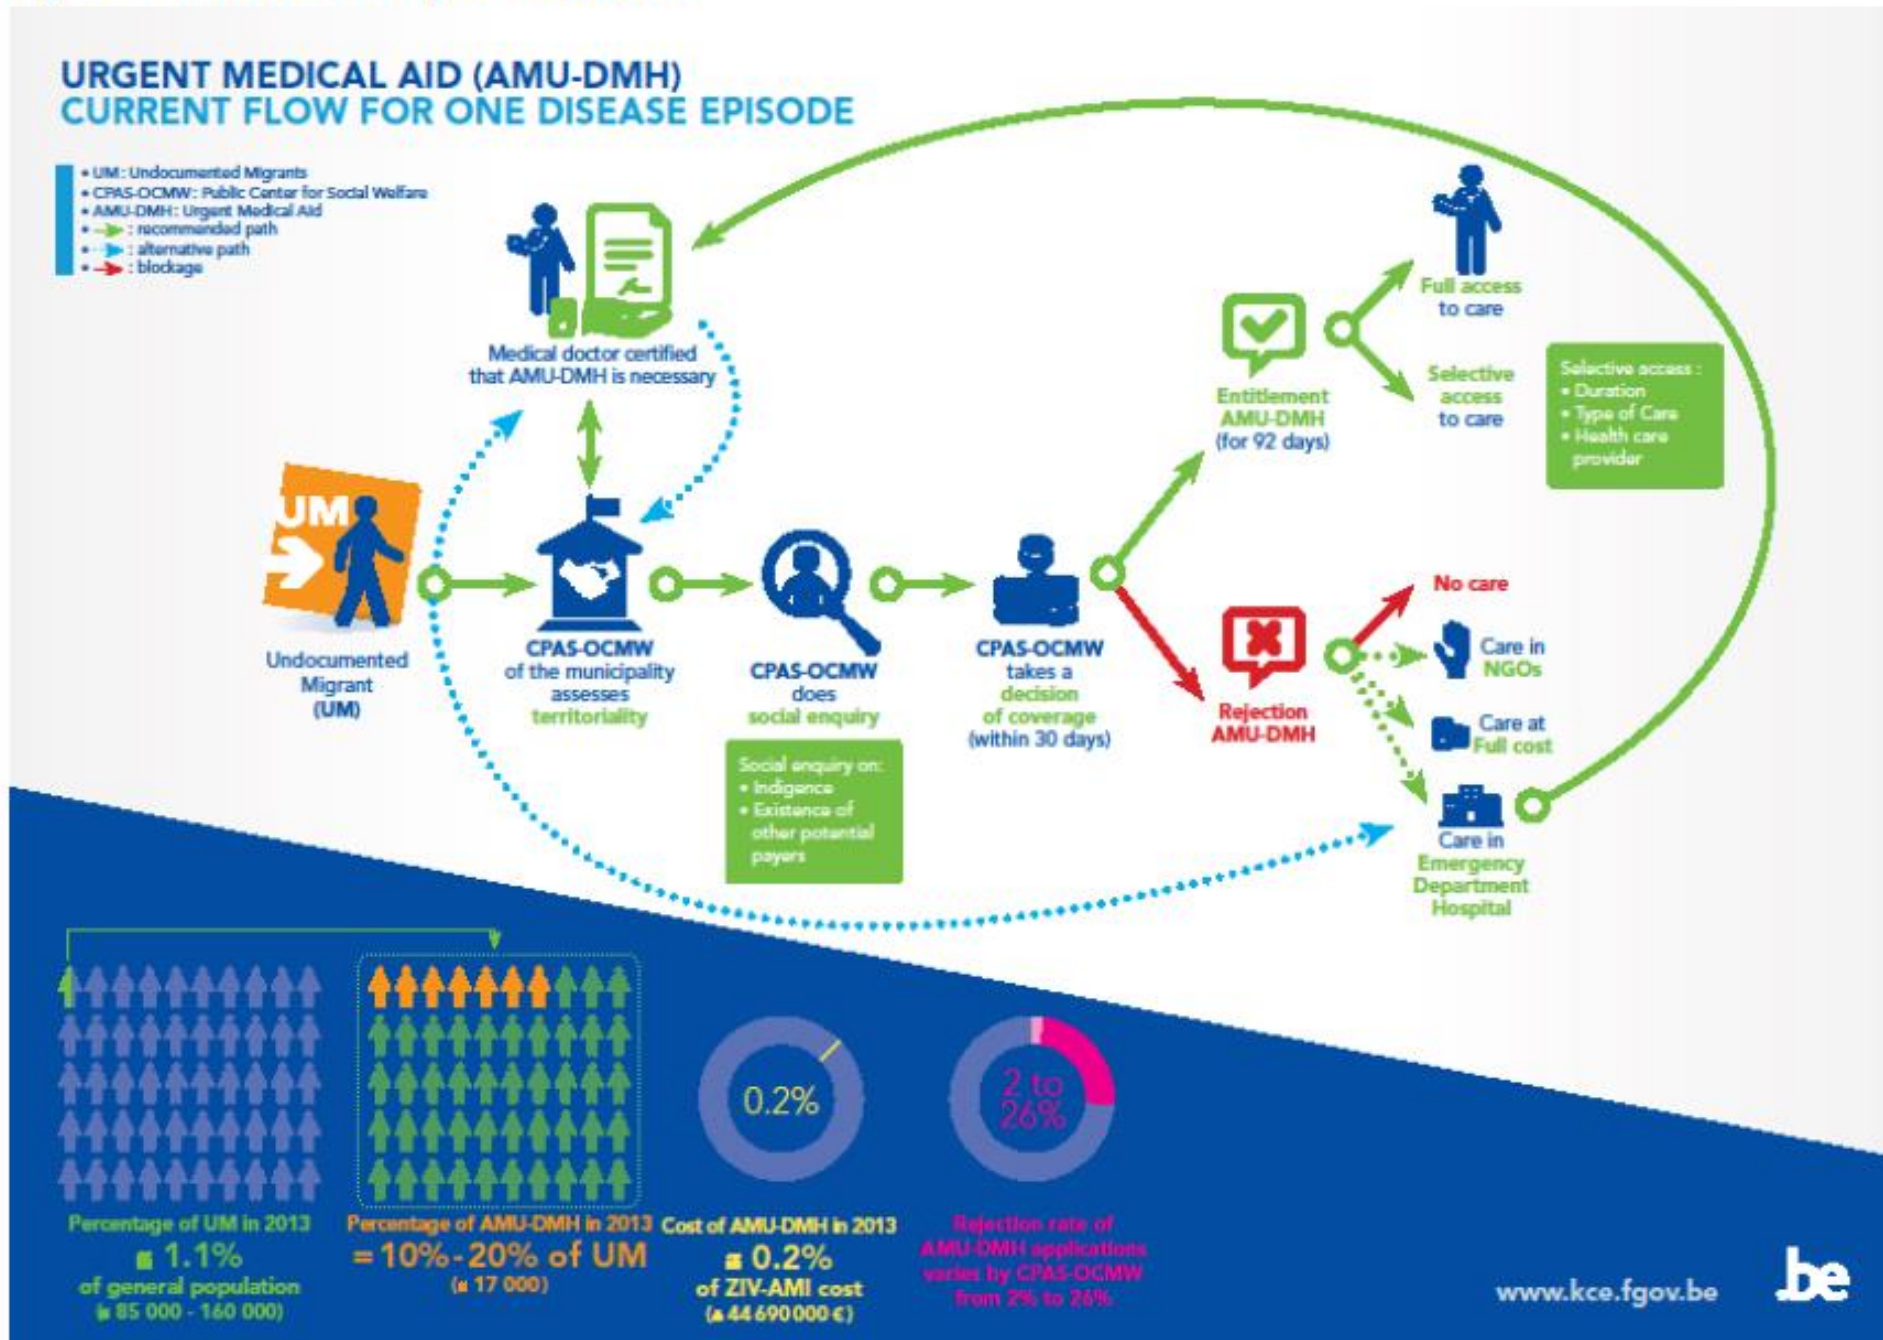 URGENT MEDICAL AID (AMU-DMH)
CURRENT FLOW FOR ONE DISEASE EPISODE
• UM: Undocumented Migrants
• CPAS-OCMW: Public Center for Social Welfare
• AMU-DMH: Urgent Medical Aid
• : recommended path
• : alternative path
• : blockage
Medical doctor certified
that AMU-DMH is necessary
UM
Undocumented
Migrant
(UM)
CPAS-OCMW
of the municipality
assesses
territoriality
CPAS-OCMW
does
social enquiry
Social enquiry on:
• Indigence
• Existence of
other potential
payers
CPAS-OCMW
takes a
decision
of coverage
(within 30 days)
Entitlement
AMU-DMH
(for 92 days)
Full access
to care
Selective
access
to care
Selective access :
• Duration
• Type of Care
• Health care
provider
Rejection
AMU-DMH
No care
Care in
NGOs
Care at
Full cost
Care in
Emergency
Department
Hospital
Percentage of UM in 2013
1.1%
of general population
(85 000 - 160 000)
Percentage of AMU-DMH in 2013
= 10%-20% of UM
(17 000)
0.2%
Cost of AMU-DMH in 2013
0.2%
of ZIV-AMI cost
(44 690 000 €)
2 to
26%
Rejection rate of
AMU-DMH applications
varies by CPAS-OCMW
from 2% to 26%
www.kce.fgov.be
.be